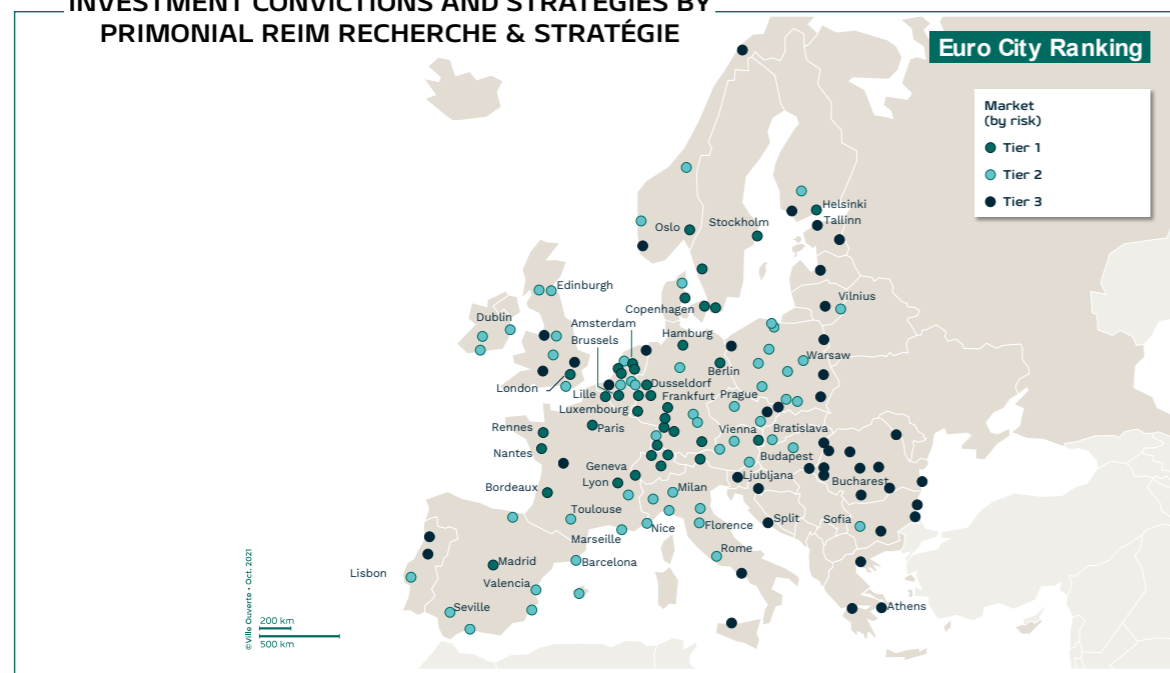 INVESTMENT CONVICTIONS AND STRATEGIES BY
PRIMONIAL REIM RECHERCHE & STRATÉGIE
Euro City Ranking
Market
(by risk)
Tier 1
Tier 2
Tier 3
Helsinki
Tallinn
Oslo
Stockholm
Edinburgh
Vilnius
Copenhagen
Dublin
Amsterdam
Brussels
Hamburg
Warsaw
Berlin
London
Lille
Dusseldorf
Frankfurt
Prague
Luxembourg
Rennes
Paris
Vienna
Bratislava
Nantes
Budapest
Geneva
Ljubljana
Lyon
Bucharest
Bordeaux
Milan
Toulouse
Nice
Florence
Split
Sofia
Marseille
Rome
Madrid
Barcelona
Lisbon
Valencia
Seville
Athens
200 km
500 km
©Ville Ouverte • Oct. 2021